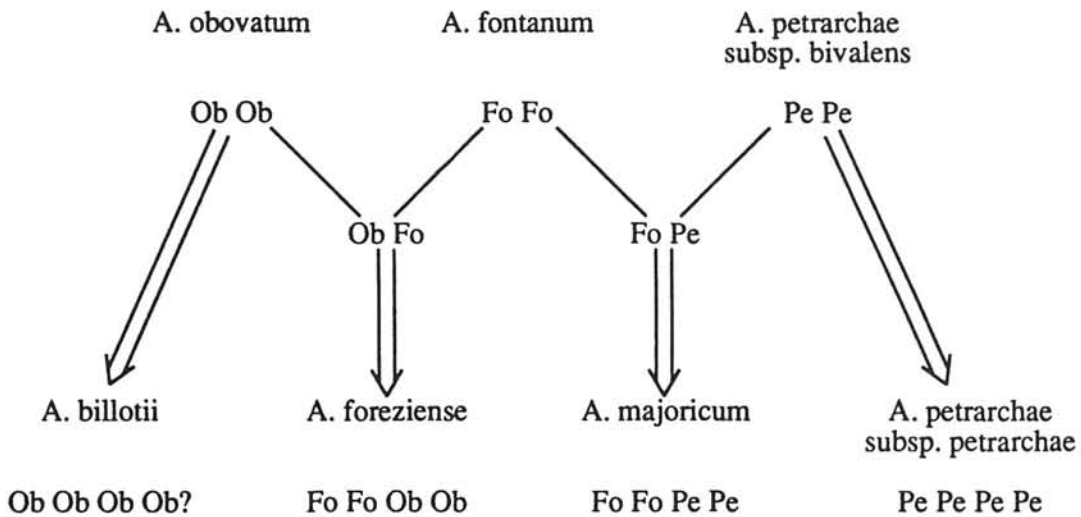 A. obovatum
A. fontanum
A. petrarchae
subsp. bivalens
Ob Ob
Fo Fo
Pe Pe
Ob Fo
Fo Pe
A. billotii
A. foreziense
A. majoricum
A. petrarchae
subsp. petrarchae
Ob Ob Ob Ob?
Fo Fo Ob Ob
Fo Fo Pe Pe
Pe Pe Pe Pe